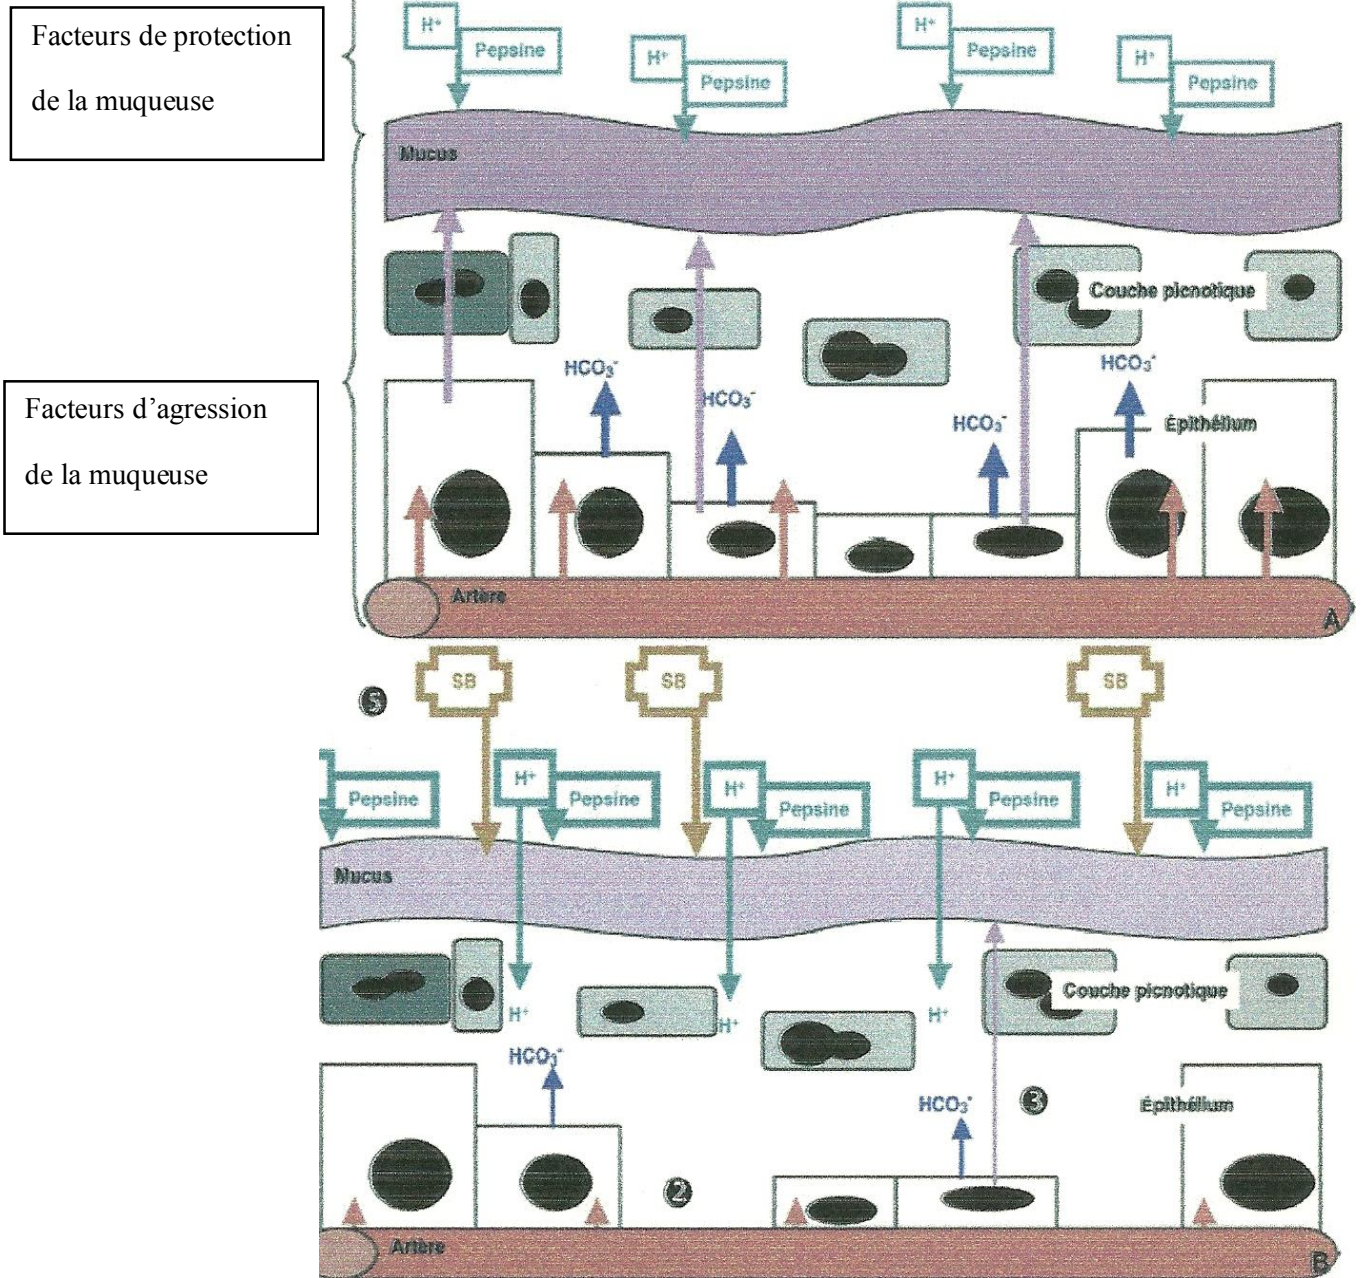 Facteurs de protection
de la muqueuse
H⁺ Pepsine
H⁺ Pepsine
H⁺ Pepsine
H⁺ Pepsine
Mucus
Couche picnotique
HCO₃⁻
HCO₃⁻
HCO₃⁻
HCO₃⁻
Épithélium
Facteurs d’agression
de la muqueuse
Artère
A
SB
SB
SB
5
Pepsine
H⁺ Pepsine
H⁺ Pepsine
H⁺ Pepsine
H⁺ Pepsine
Mucus
Couche picnotique
H⁺
H⁺
H⁺
HCO₃⁻
HCO₃⁻
3
Épithélium
2
Artère
B